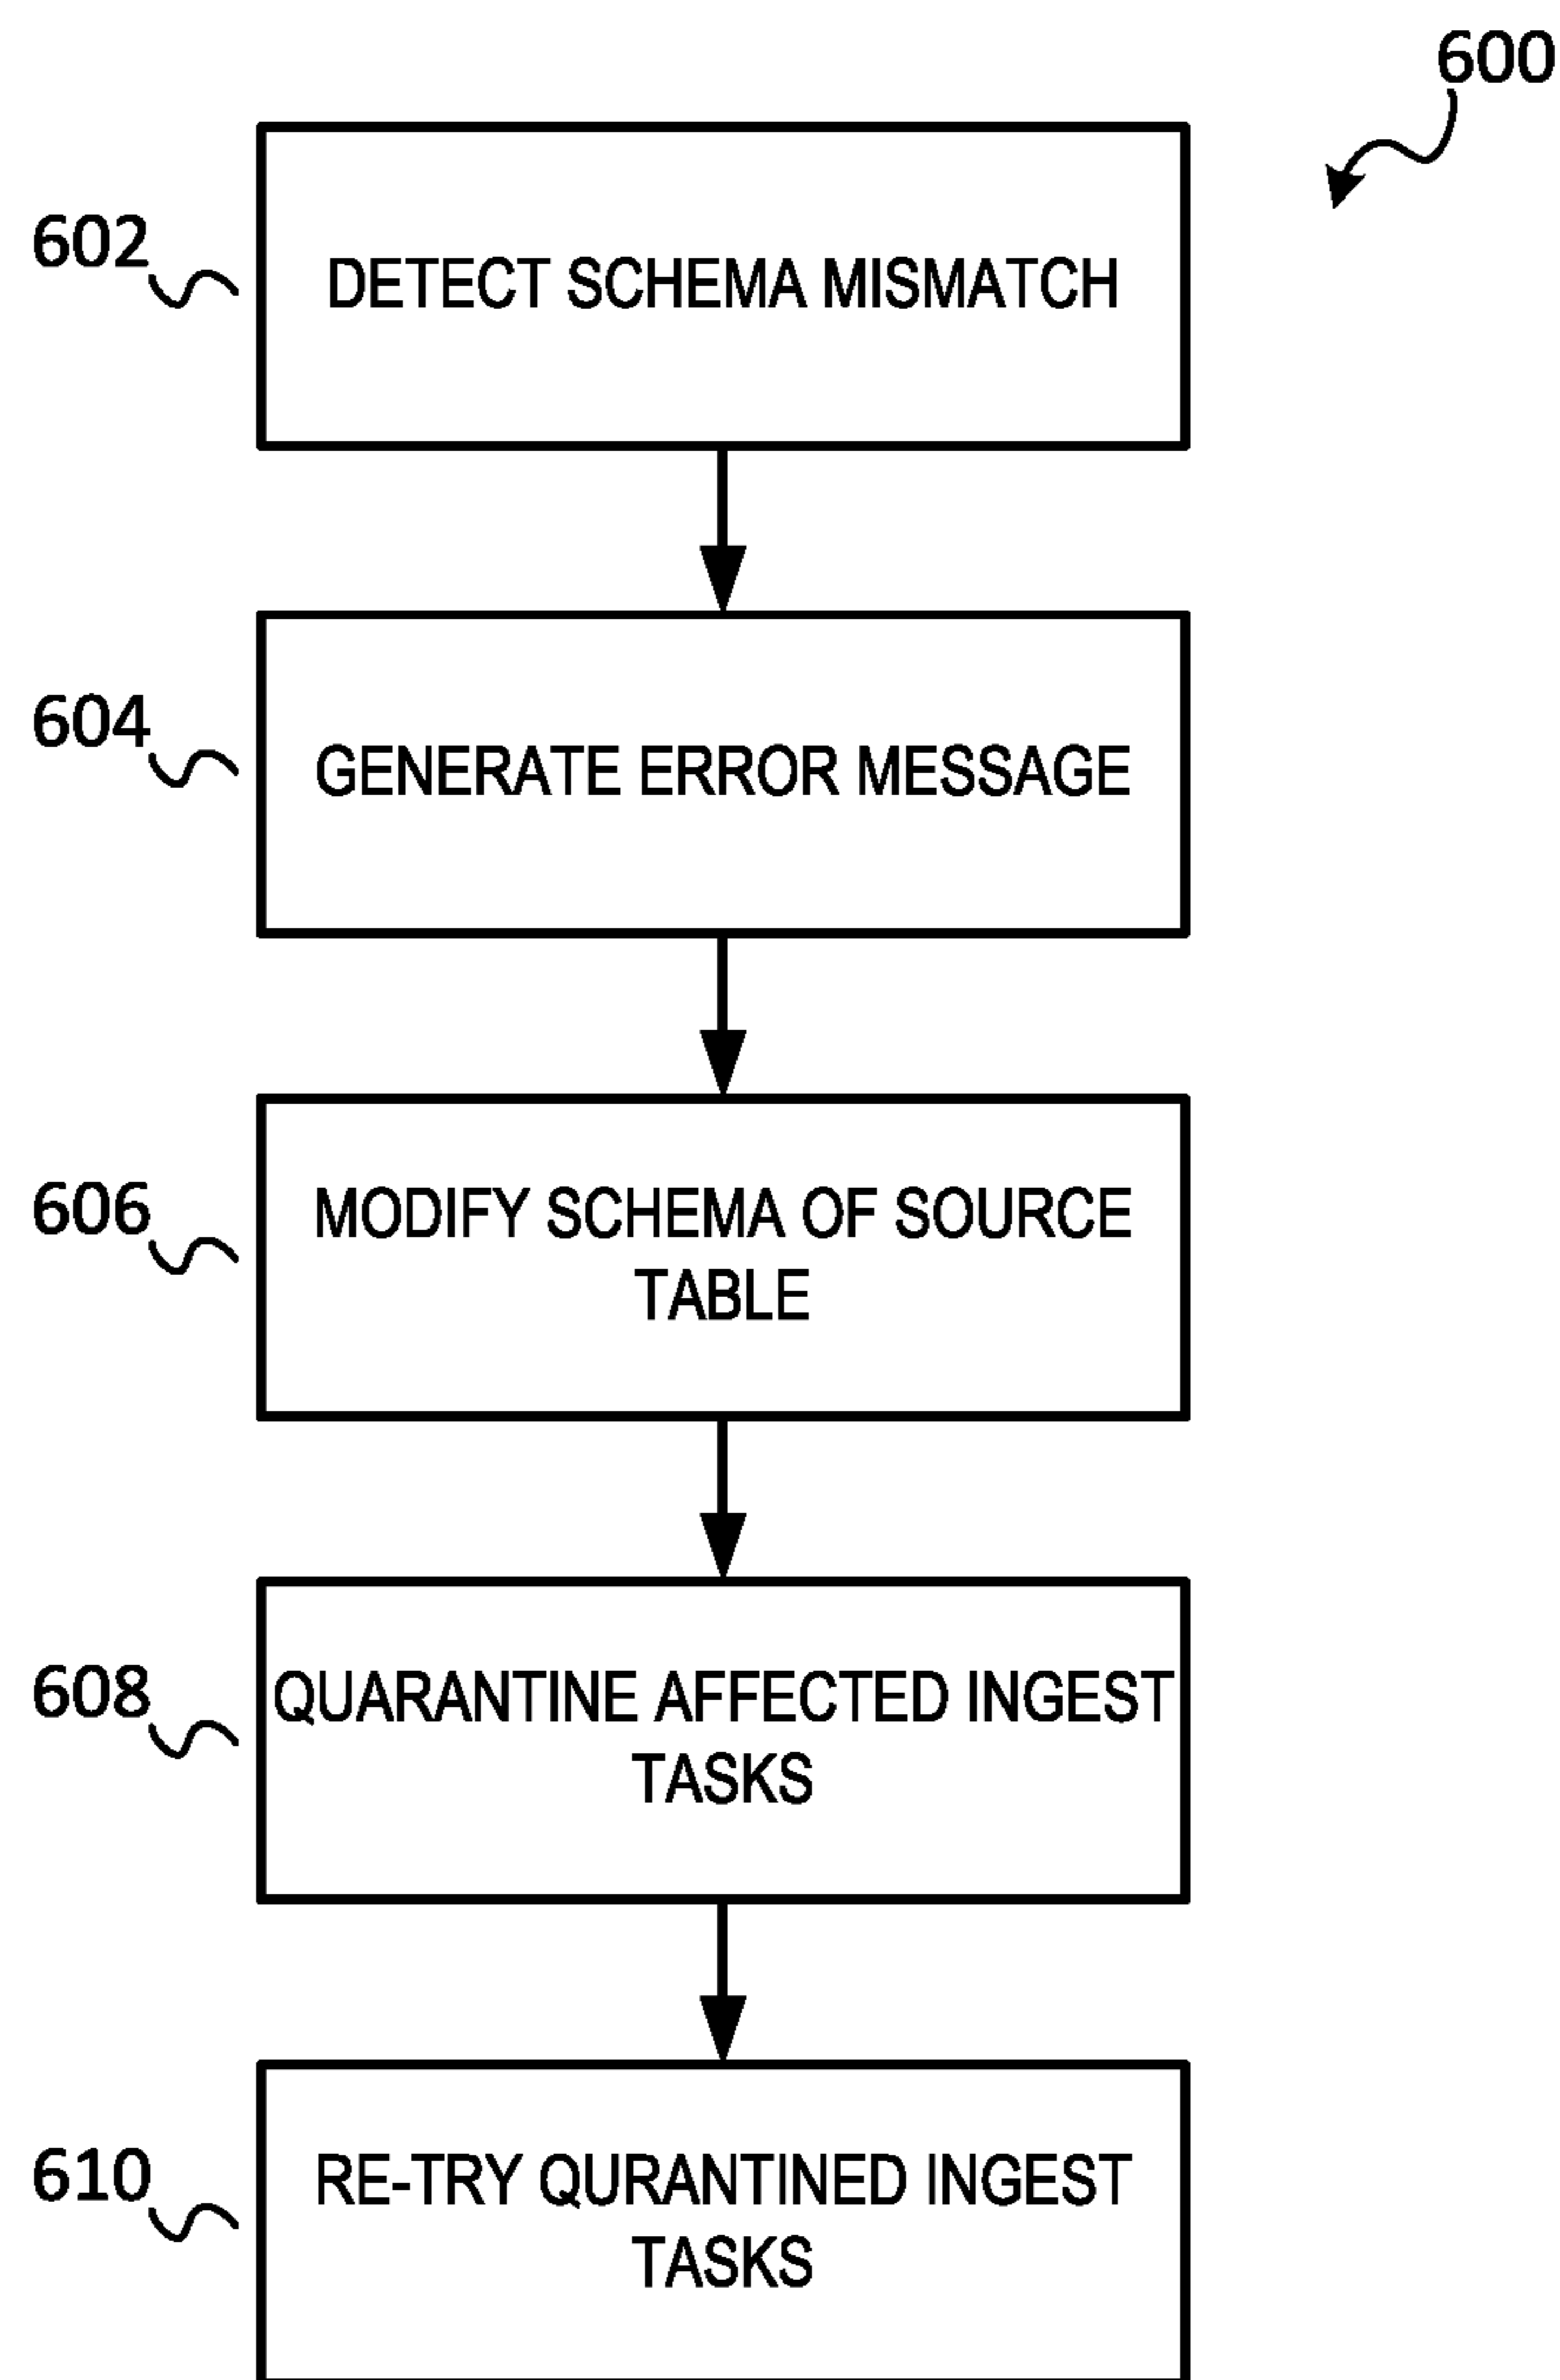 600
602
DETECT SCHEMA MISMATCH
604
GENERATE ERROR MESSAGE
606
MODIFY SCHEMA OF SOURCE
TABLE
608
QUARANTINE AFFECTED INGEST
TASKS
610
RE-TRY QURANTINED INGEST
TASKS